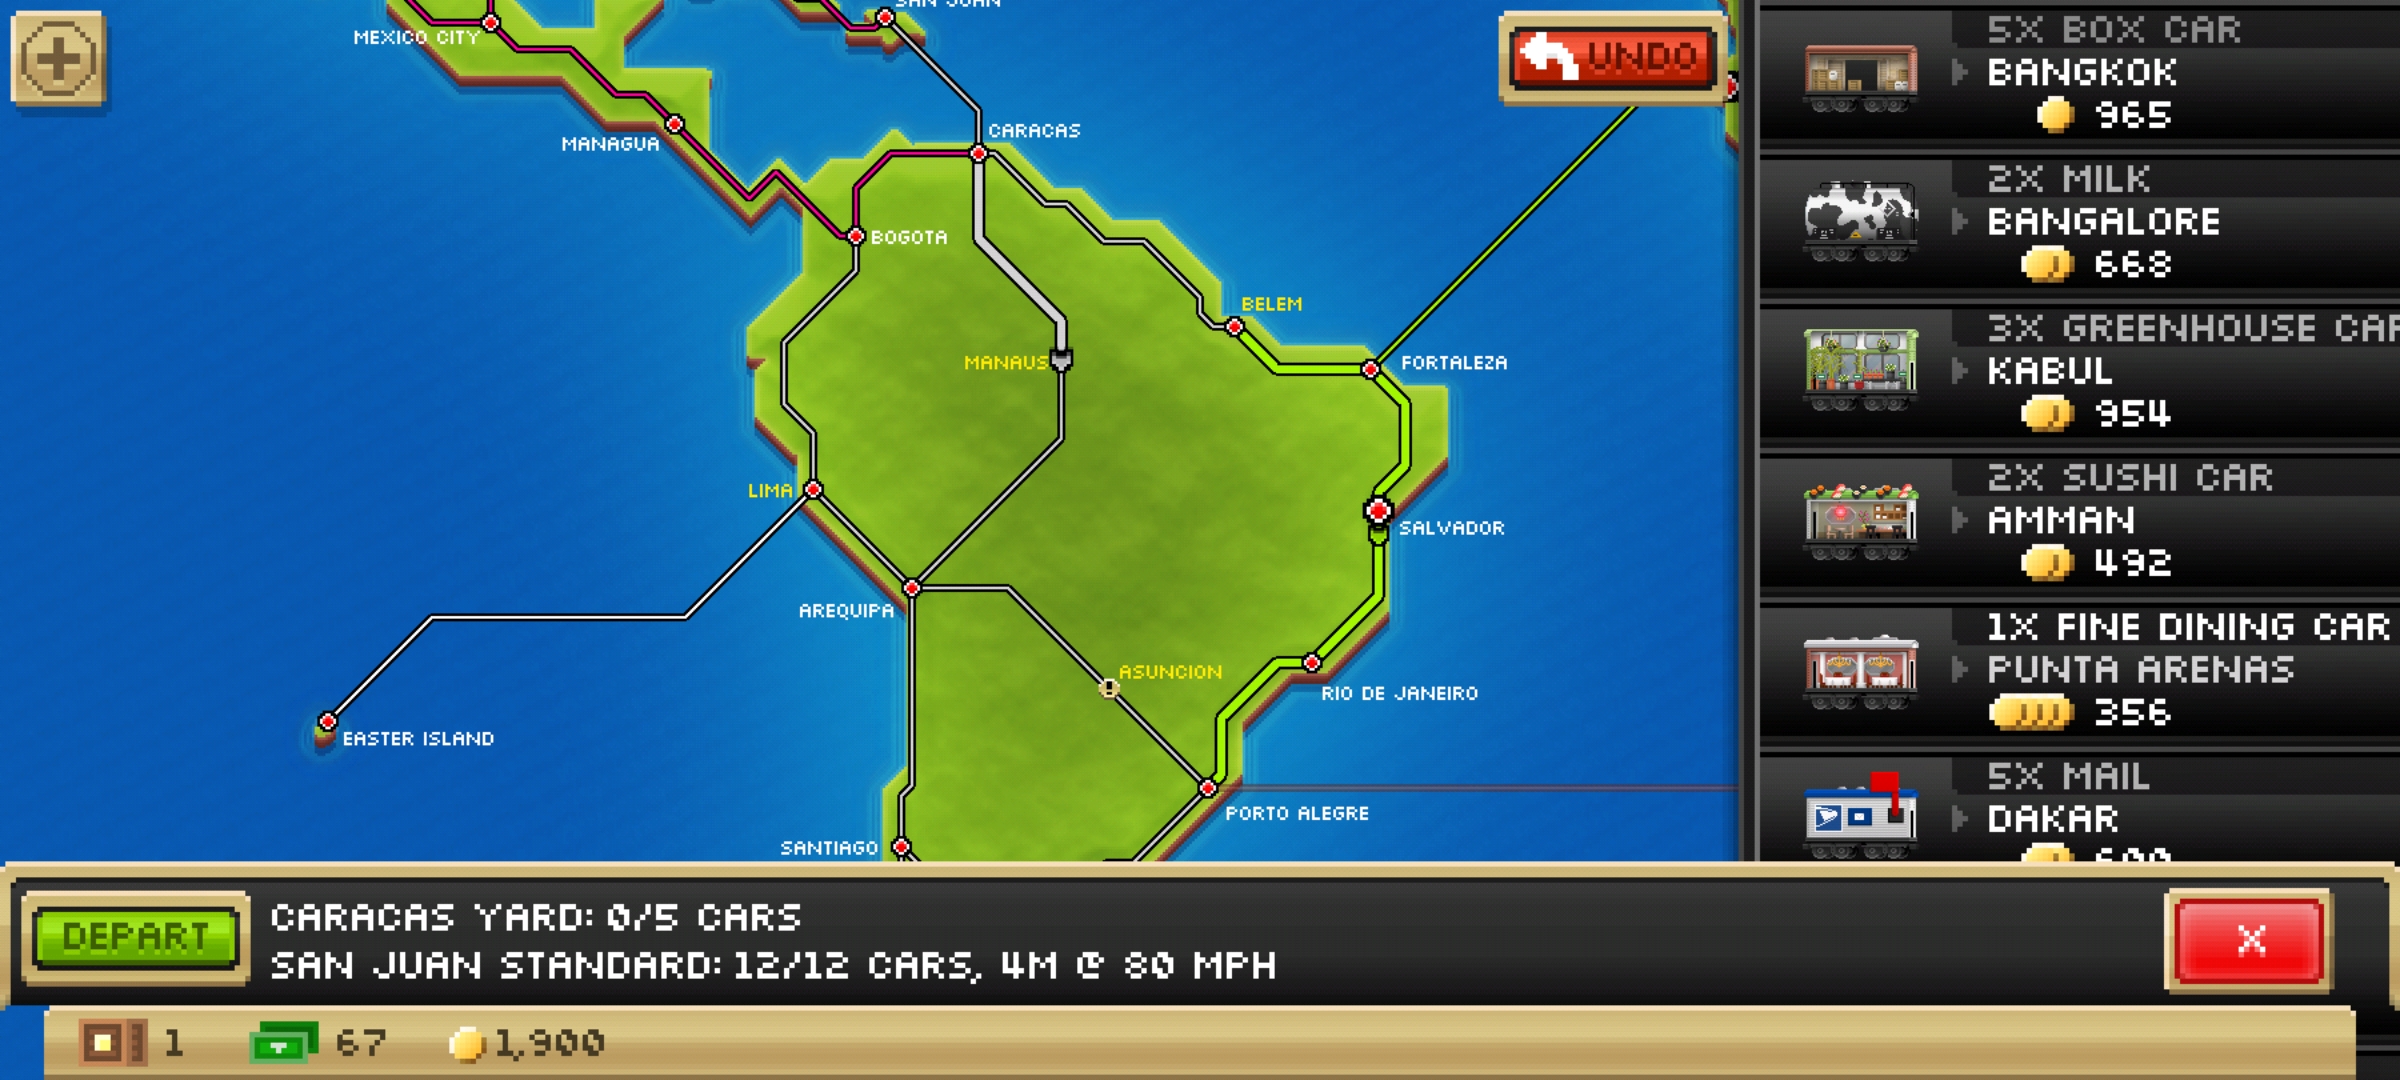 SAN JUAN
MEXICO CITY
MANAGUA
CARACAS
BOGOTA
BELEM
MANAUS
FORTALEZA
LIMA
SALVADOR
AREQUIPA
ASUNCION
RIO DE JANEIRO
EASTER ISLAND
PORTO ALEGRE
SANTIAGO
UNDO
5X BOX CAR
BANGKOK
965
2X MILK
BANGALORE
668
3X GREENHOUSE CAR
KABUL
954
2X SUSHI CAR
AMMAN
492
1X FINE DINING CAR
PUNTA ARENAS
356
5X MAIL
DAKAR
DEPART
CARACAS YARD: 0/5 CARS
SAN JUAN STANDARD: 12/12 CARS, 4M @ 80 MPH
X
1
67
1,900